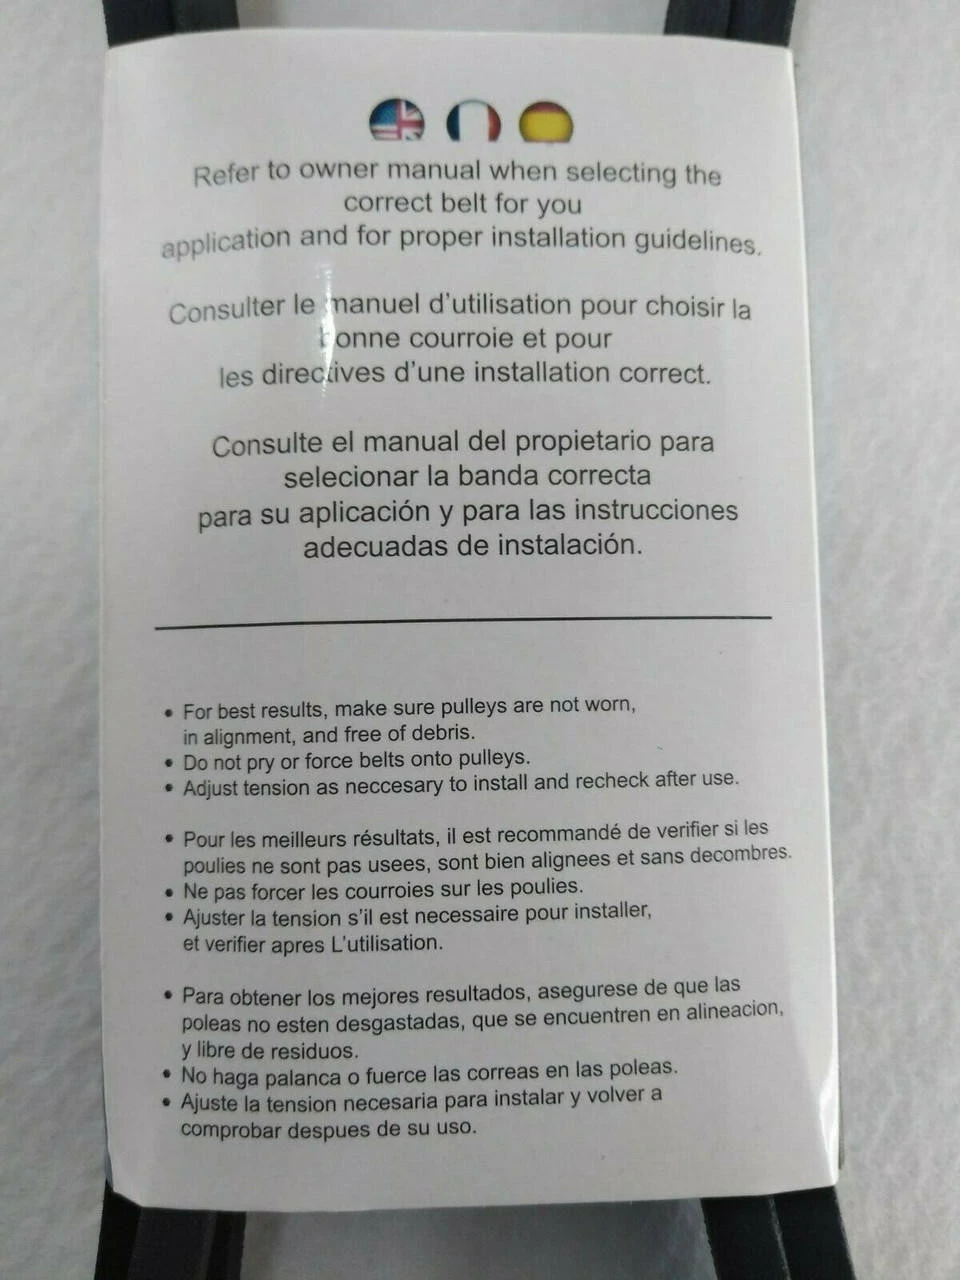 Refer to owner manual when selecting the
correct belt for you
application and for proper installation guidelines.
Consulter le manuel d'utilisation pour choisir la
bonne courroie et pour
les directives d'une installation correct.
Consulte el manual del propietario para
selecionar la banda correcta
para su aplicación y para las instrucciones
adecuadas de instalación.
• For best results, make sure pulleys are not worn,
in alignment, and free of debris.
• Do not pry or force belts onto pulleys.
• Adjust tension as neccesary to install and recheck after use.
• Pour les meilleurs résultats, il est recommandé de verifier si les
poulies ne sont pas usees, sont bien alignees et sans decombres.
• Ne pas forcer les courroies sur les poulies.
• Ajuster la tension s'il est necessaire pour installer,
et verifier apres L'utilisation.
• Para obtener los mejores resultados, asegurese de que las
poleas no esten desgastadas, que se encuentren en alineacion,
y libre de residuos.
• No haga palanca o fuerce las correas en las poleas.
• Ajuste la tension necesaria para instalar y volver a
comprobar despues de su uso.